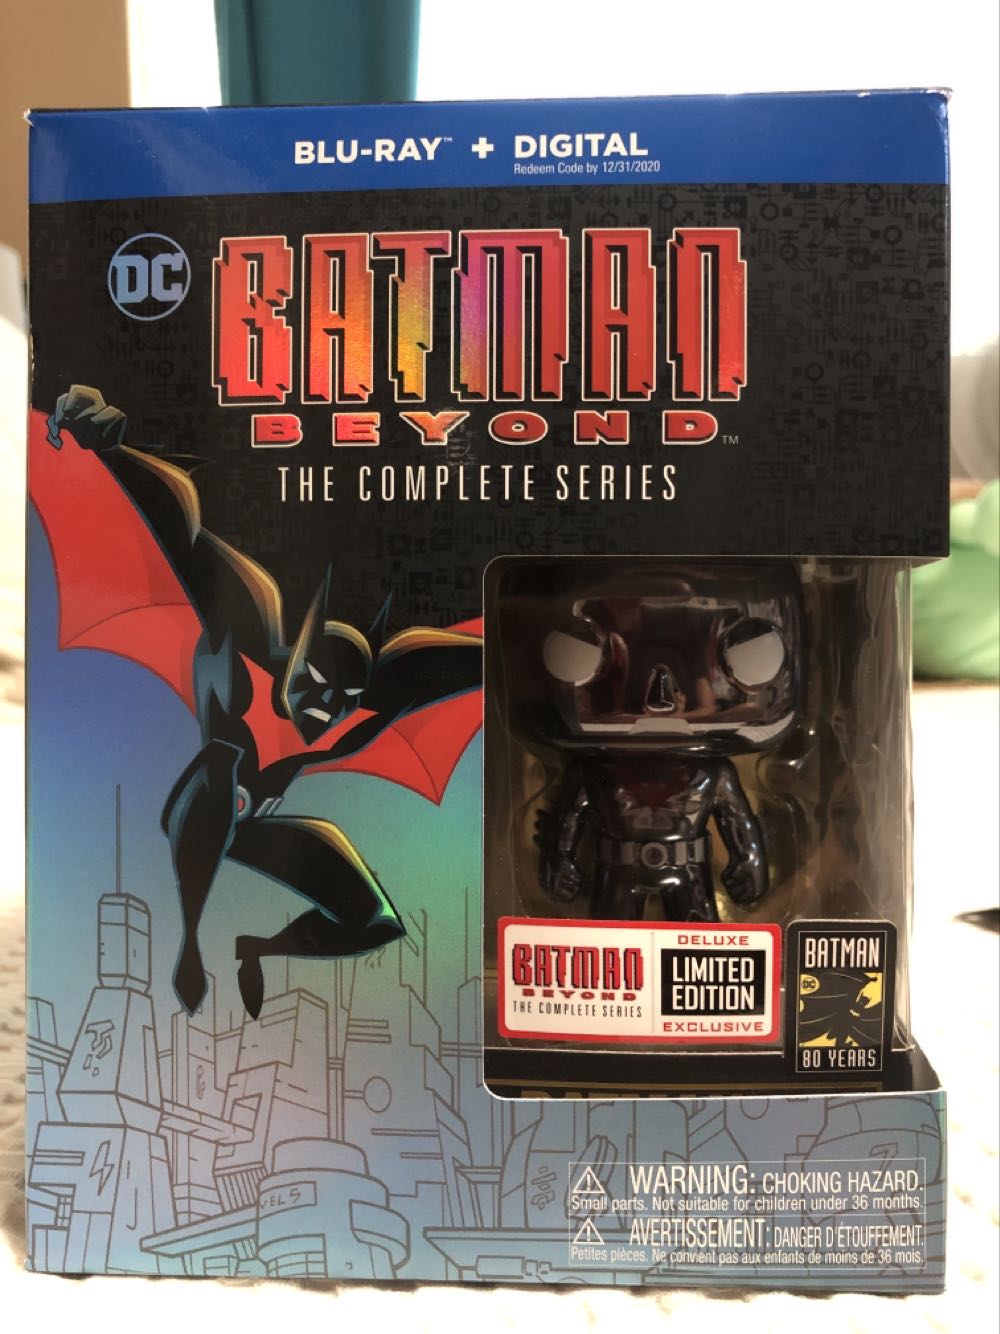 BLU-RAY™ + DIGITAL
Redeem Code by 12/31/2020
DC
BATMAN
BEYOND™
THE COMPLETE SERIES
BATMAN
BEYOND
THE COMPLETE SERIES
DELUXE
LIMITED
EDITION
EXCLUSIVE
BATMAN
DC
80 YEARS
VEL 5
WARNING: CHOKING HAZARD.
Small parts. Not suitable for children under 36 months.
AVERTISSEMENT: DANGER D'ÉTOUFFEMENT.
Petites pièces. Ne convient pas aux enfants de moins de 36 mois.